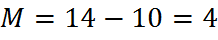 M = 14 − 10 = 4